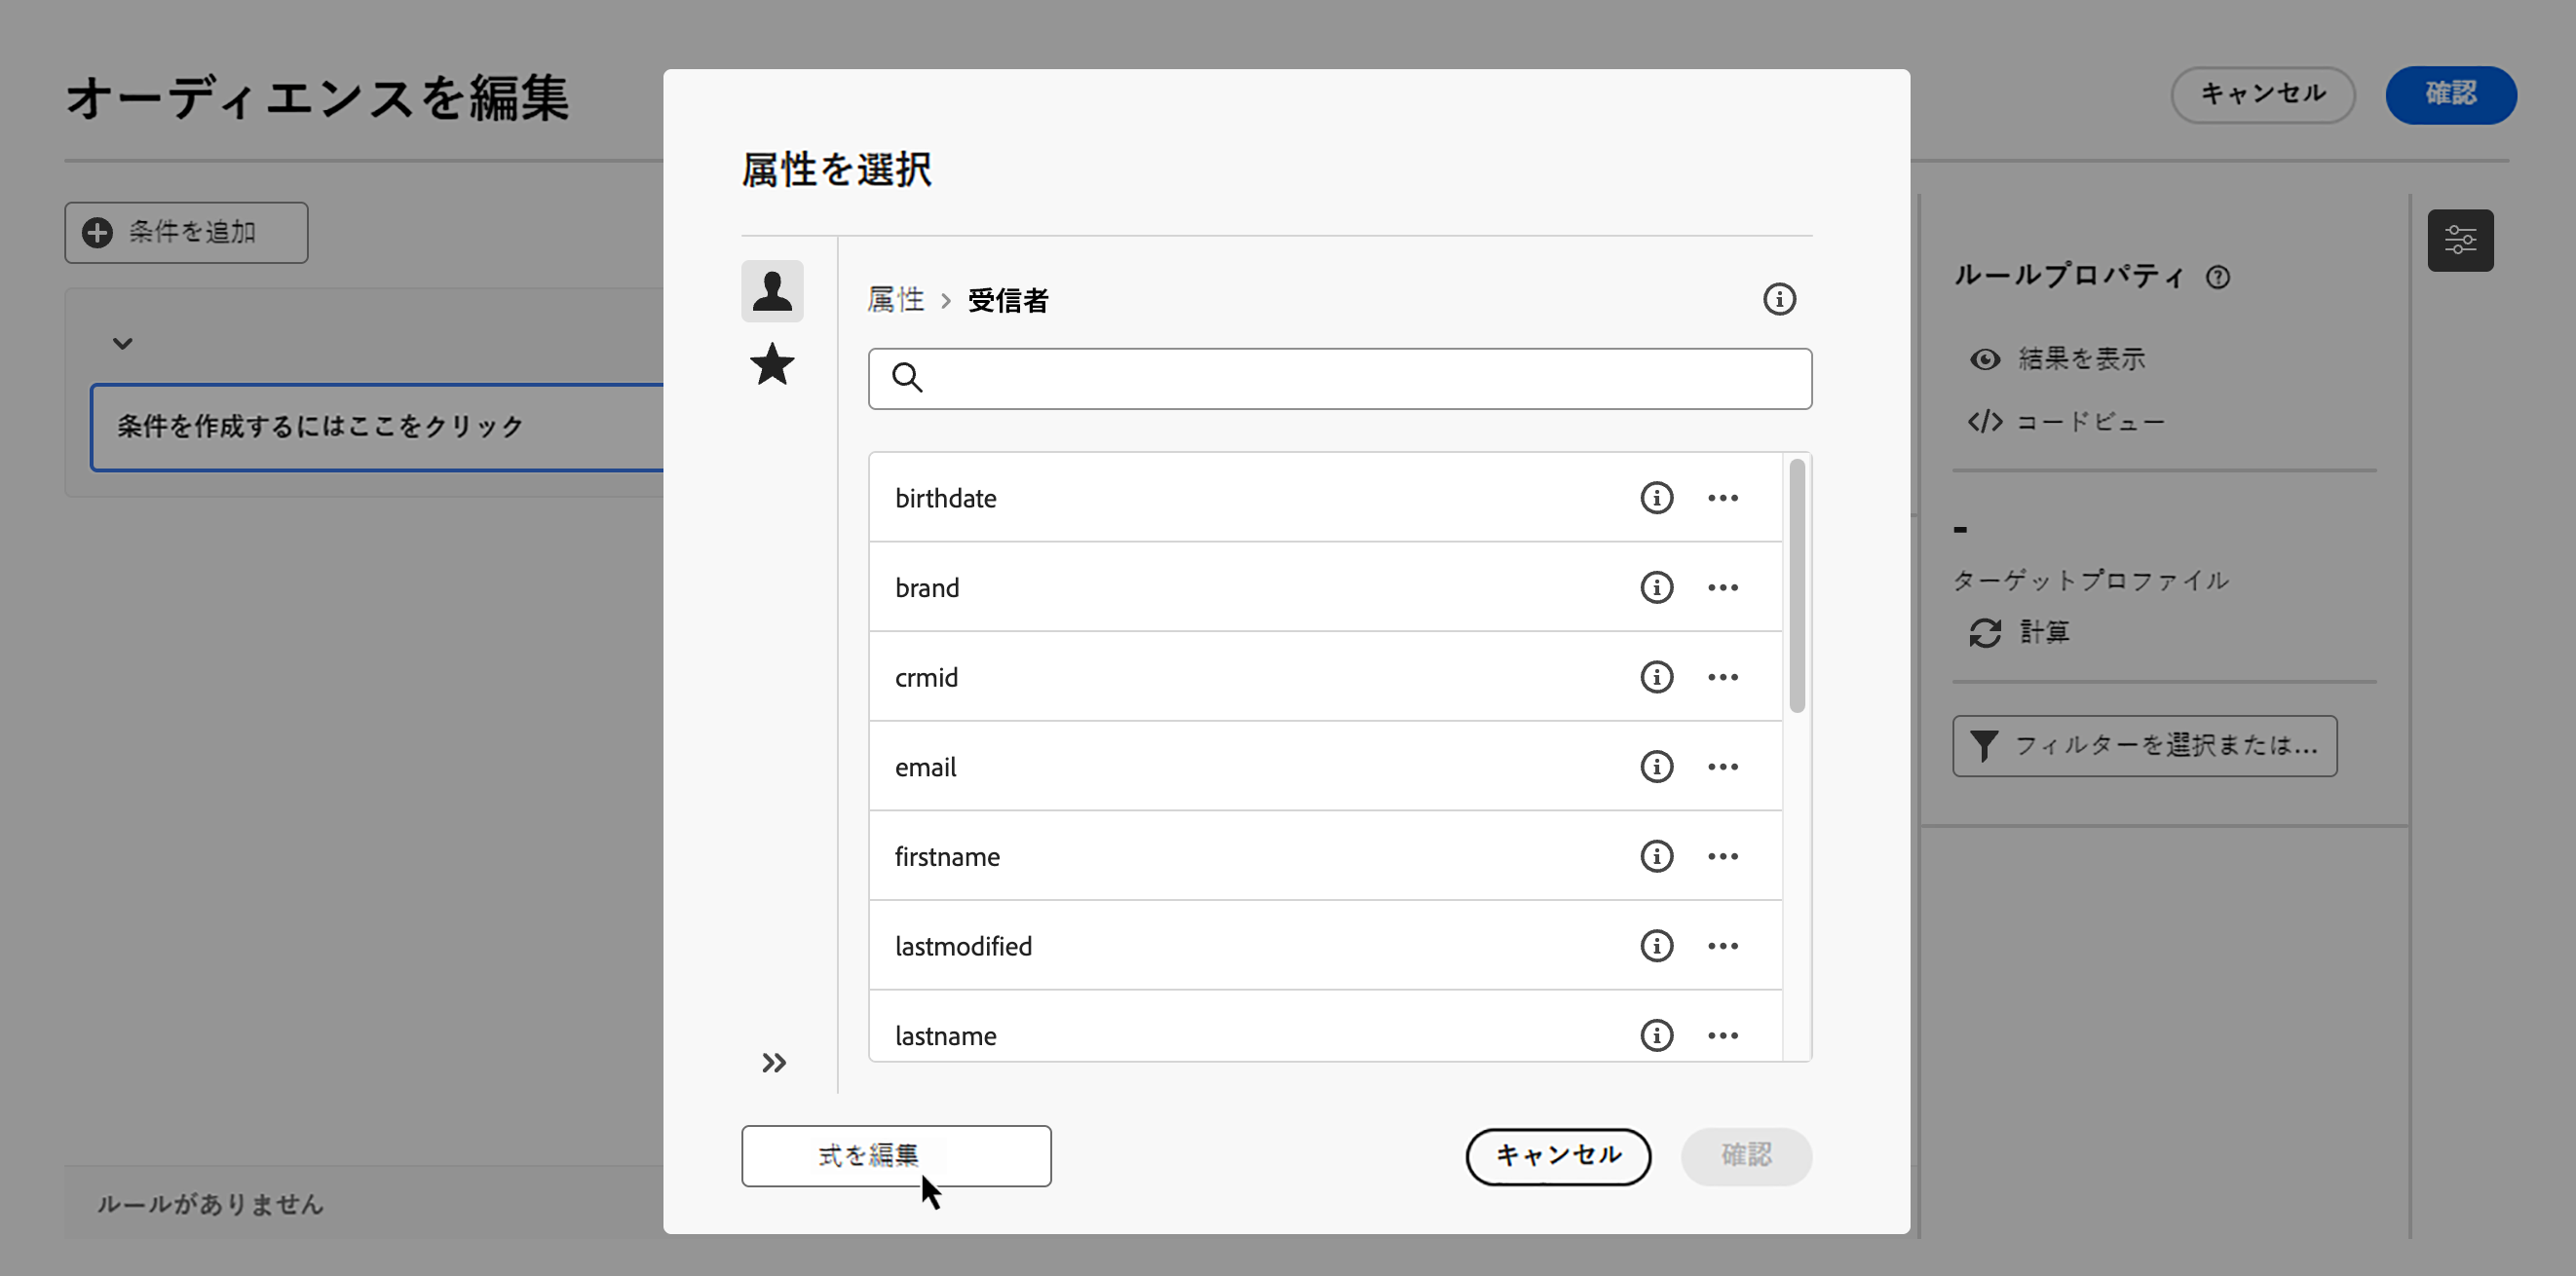 オーディエンスを編集
キャンセル
確認
条件を追加
条件を作成するにはここをクリック
ルールがありません
属性を選択
属性 > 受信者
birthdate
brand
crmid
email
firstname
lastmodified
lastname
式を編集
キャンセル
確認
ルールプロパティ
結果を表示
</> コードビュー
-
ターゲットプロファイル
計算
フィルターを選択または...